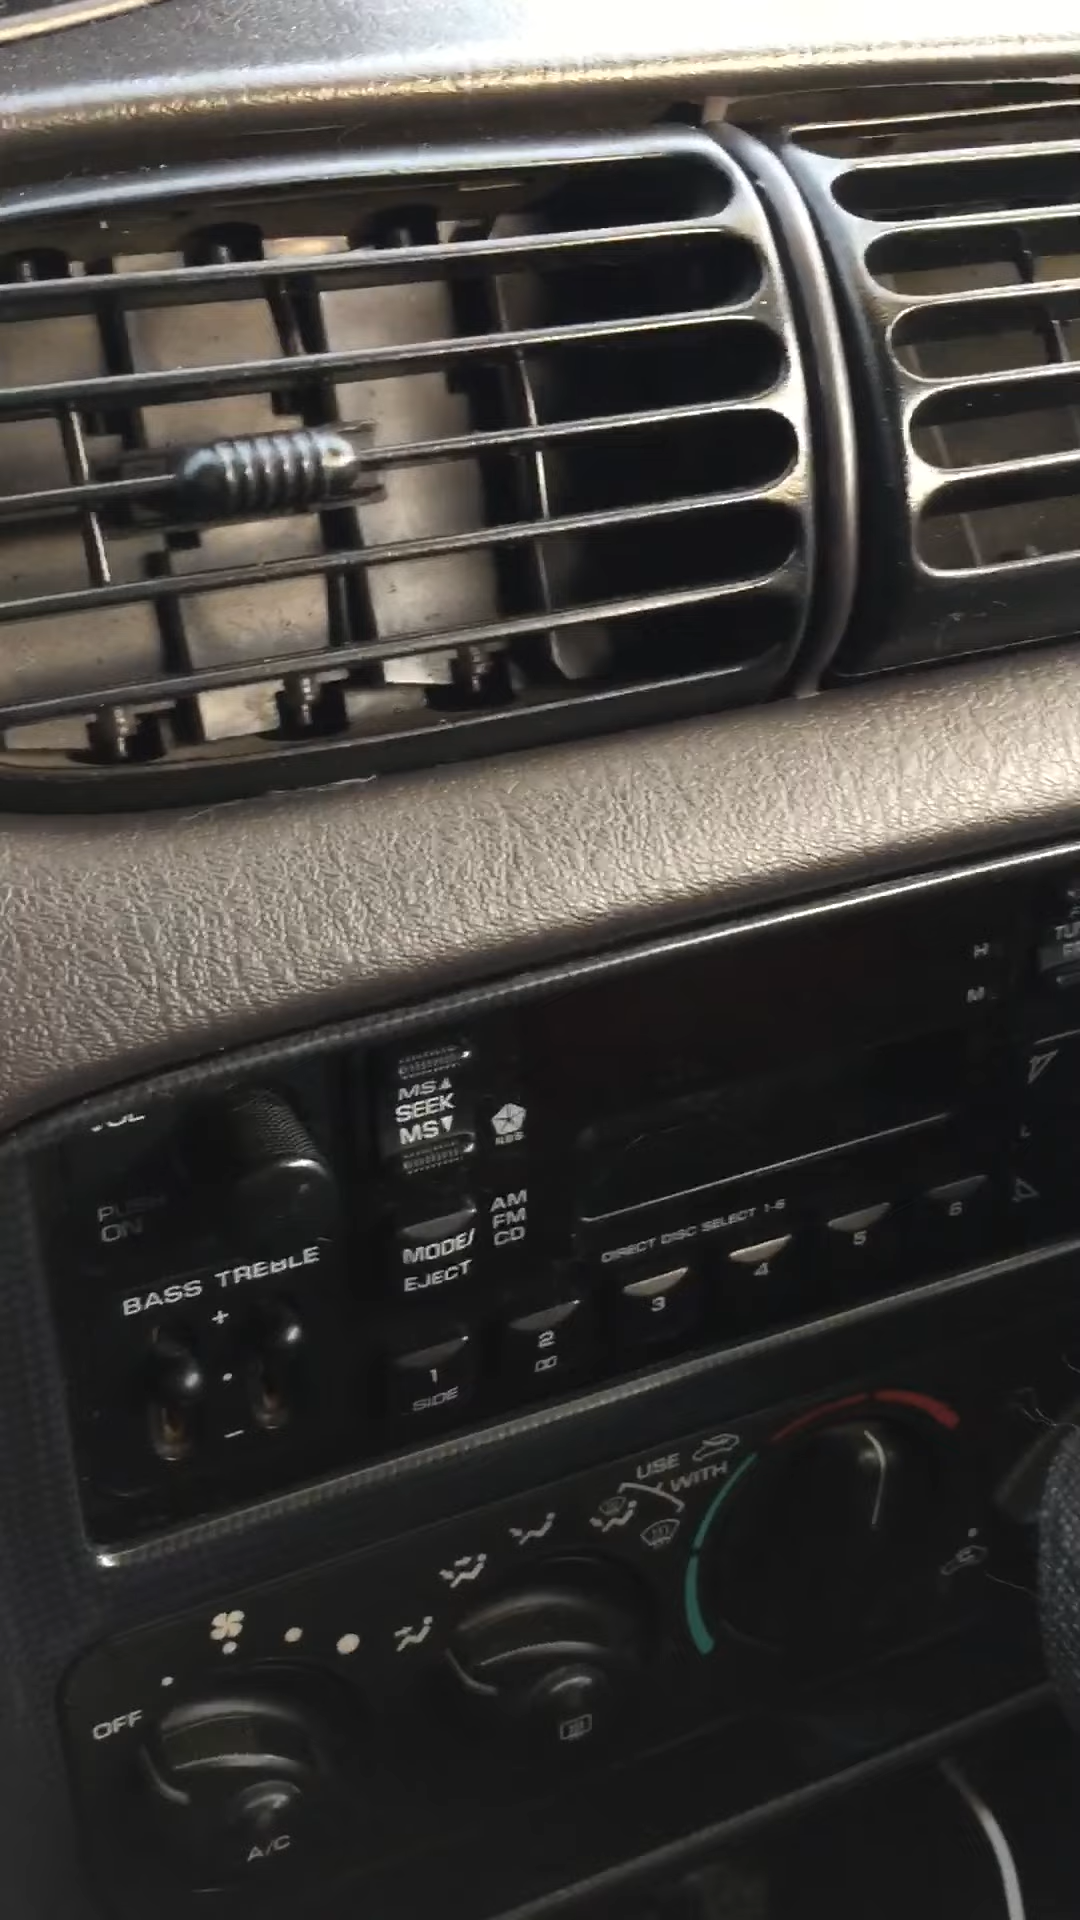 H
M
MS▲
SEEK
MS▼
RDS
PUSH
ON
AM
FM
CD
MODE/
EJECT
DIRECT DISC SELECT 1-6
BASS TREBLE
+
−
1
SIDE
2
3
4
5
6
USE
WITH
OFF
A/C